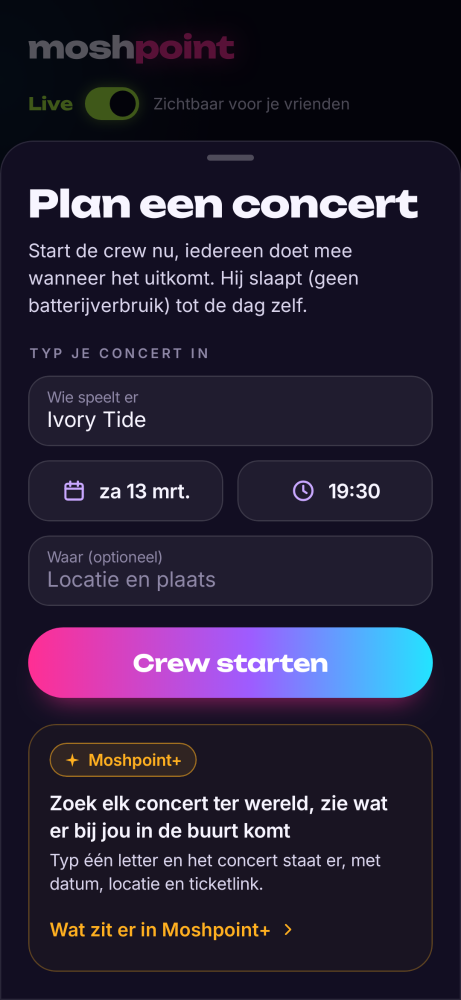 moshpoint
Live
Zichtbaar voor je vrienden
Plan een concert
Start de crew nu, iedereen doet mee
wanneer het uitkomt. Hij slaapt (geen
batterijverbruik) tot de dag zelf.
TYP JE CONCERT IN
Wie speelt er
Ivory Tide
za 13 mrt.
19:30
Waar (optioneel)
Locatie en plaats
Crew starten
Moshpoint+
Zoek elk concert ter wereld, zie wat
er bij jou in de buurt komt
Typ één letter en het concert staat er, met
datum, locatie en ticketlink.
Wat zit er in Moshpoint+